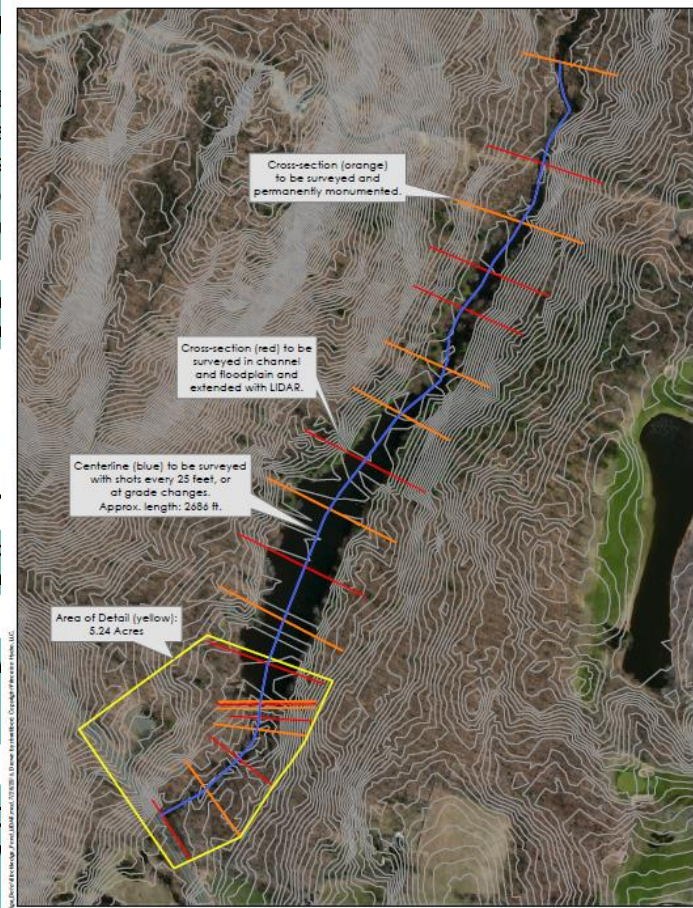 Cross-section (orange)
to be surveyed and
permanently monumented.
Cross-section (red) to be
surveyed in channel
and floodplain and
extended with LIDAR.
Centerline (blue) to be surveyed
with shots every 25 feet, or
at grade changes.
Approx. length: 2686 ft.
Area of Detail (yellow):
5.24 Acres